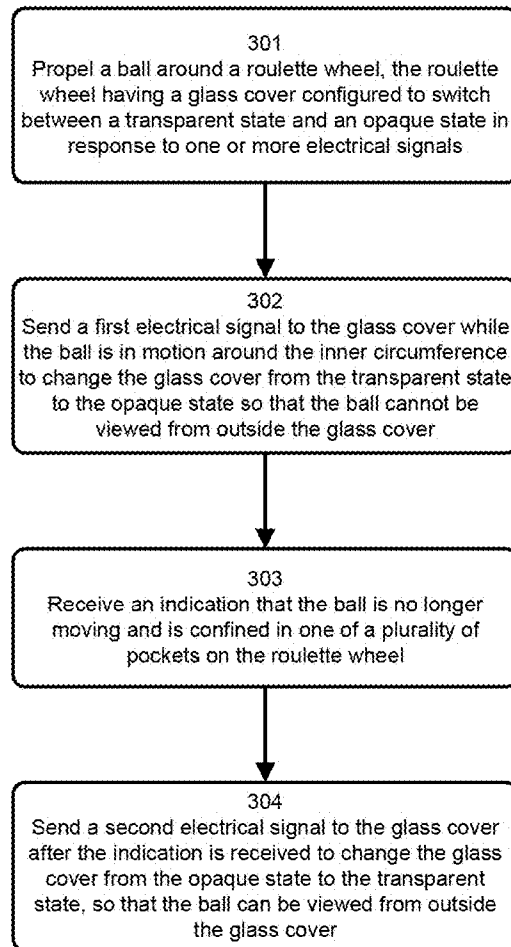 301
Propel a ball around a roulette wheel, the roulette
wheel having a glass cover configured to switch
between a transparent state and an opaque state in
response to one or more electrical signals
302
Send a first electrical signal to the glass cover while
the ball is in motion around the inner circumference
to change the glass cover from the transparent state
to the opaque state so that the ball cannot be
viewed from outside the glass cover
303
Receive an indication that the ball is no longer
moving and is confined in one of a plurality of
pockets on the roulette wheel
304
Send a second electrical signal to the glass cover
after the indication is received to change the glass
cover from the opaque state to the transparent
state, so that the ball can be viewed from outside
the glass cover